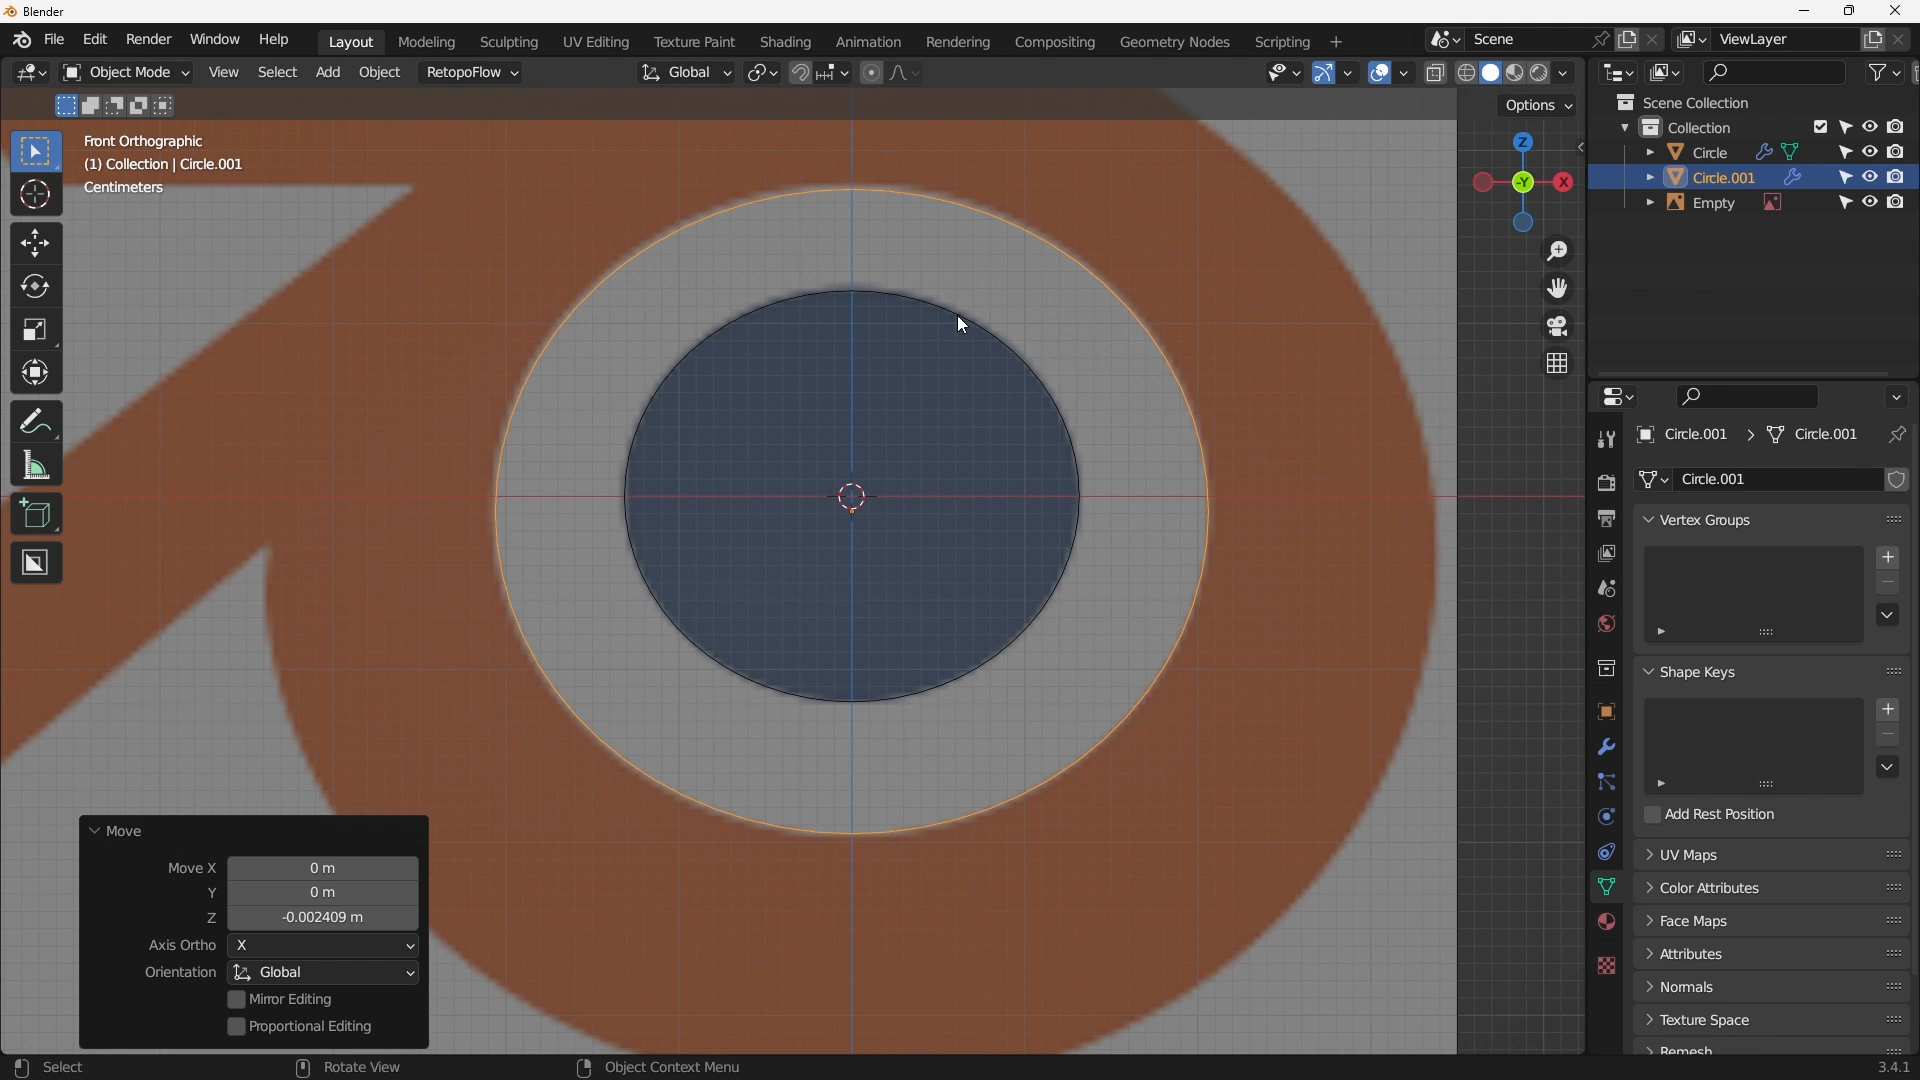 Blender
File Edit Render Window Help Layout Modeling Sculpting UV Editing Texture Paint Shading Animation Rendering Compositing Geometry Nodes Scripting + Scene ViewLayer
Object Mode View Select Add Object RetopoFlow Global
Options
Front Orthographic
(1) Collection | Circle.001
Centimeters
Z
-Y
X
Scene Collection
Collection
Circle
Circle.001
Empty
Circle.001 > Circle.001
Circle.001
Vertex Groups
Shape Keys
Add Rest Position
UV Maps
Color Attributes
Face Maps
Attributes
Normals
Texture Space
Remesh
Move
Move X 0 m
Y 0 m
Z -0.002409 m
Axis Ortho X
Orientation Global
Mirror Editing
Proportional Editing
Select Rotate View Object Context Menu 3.4.1